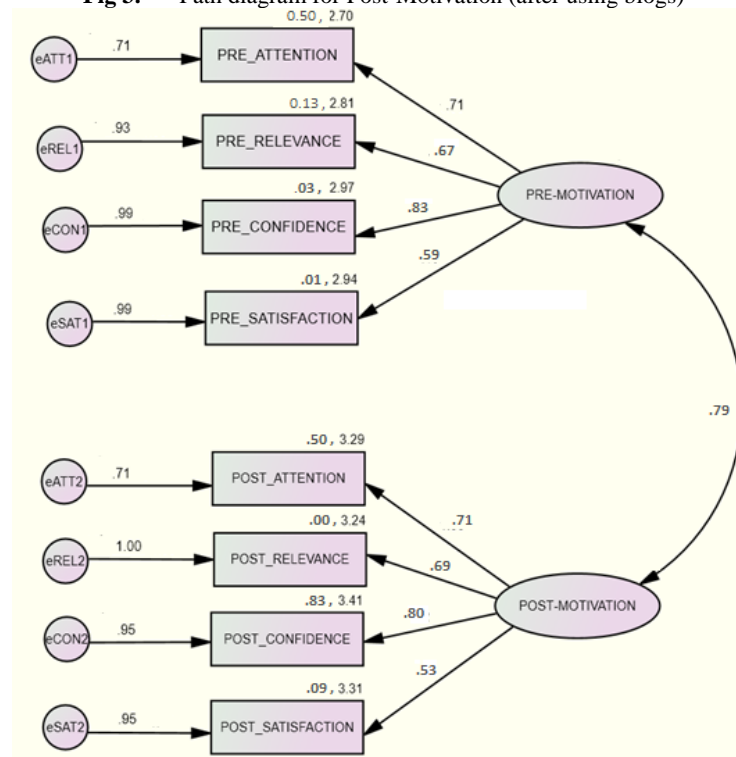 Fig 3. Path diagram for Post-Motivation (after using blogs)
0.50 , 2.70
eATT1 .71 PRE_ATTENTION
.71
0.13 , 2.81
eREL1 .93 PRE_RELEVANCE
.67
PRE-MOTIVATION
.03 , 2.97
eCON1 .99 PRE_CONFIDENCE
.83
.59
.01 , 2.94
eSAT1 .99 PRE_SATISFACTION
.79
.50 , 3.29
eATT2 .71 POST_ATTENTION
.71
.00 , 3.24
eREL2 1.00 POST_RELEVANCE
.69
POST-MOTIVATION
.83 , 3.41
eCON2 .95 POST_CONFIDENCE
.80
.53
.09 , 3.31
eSAT2 .95 POST_SATISFACTION